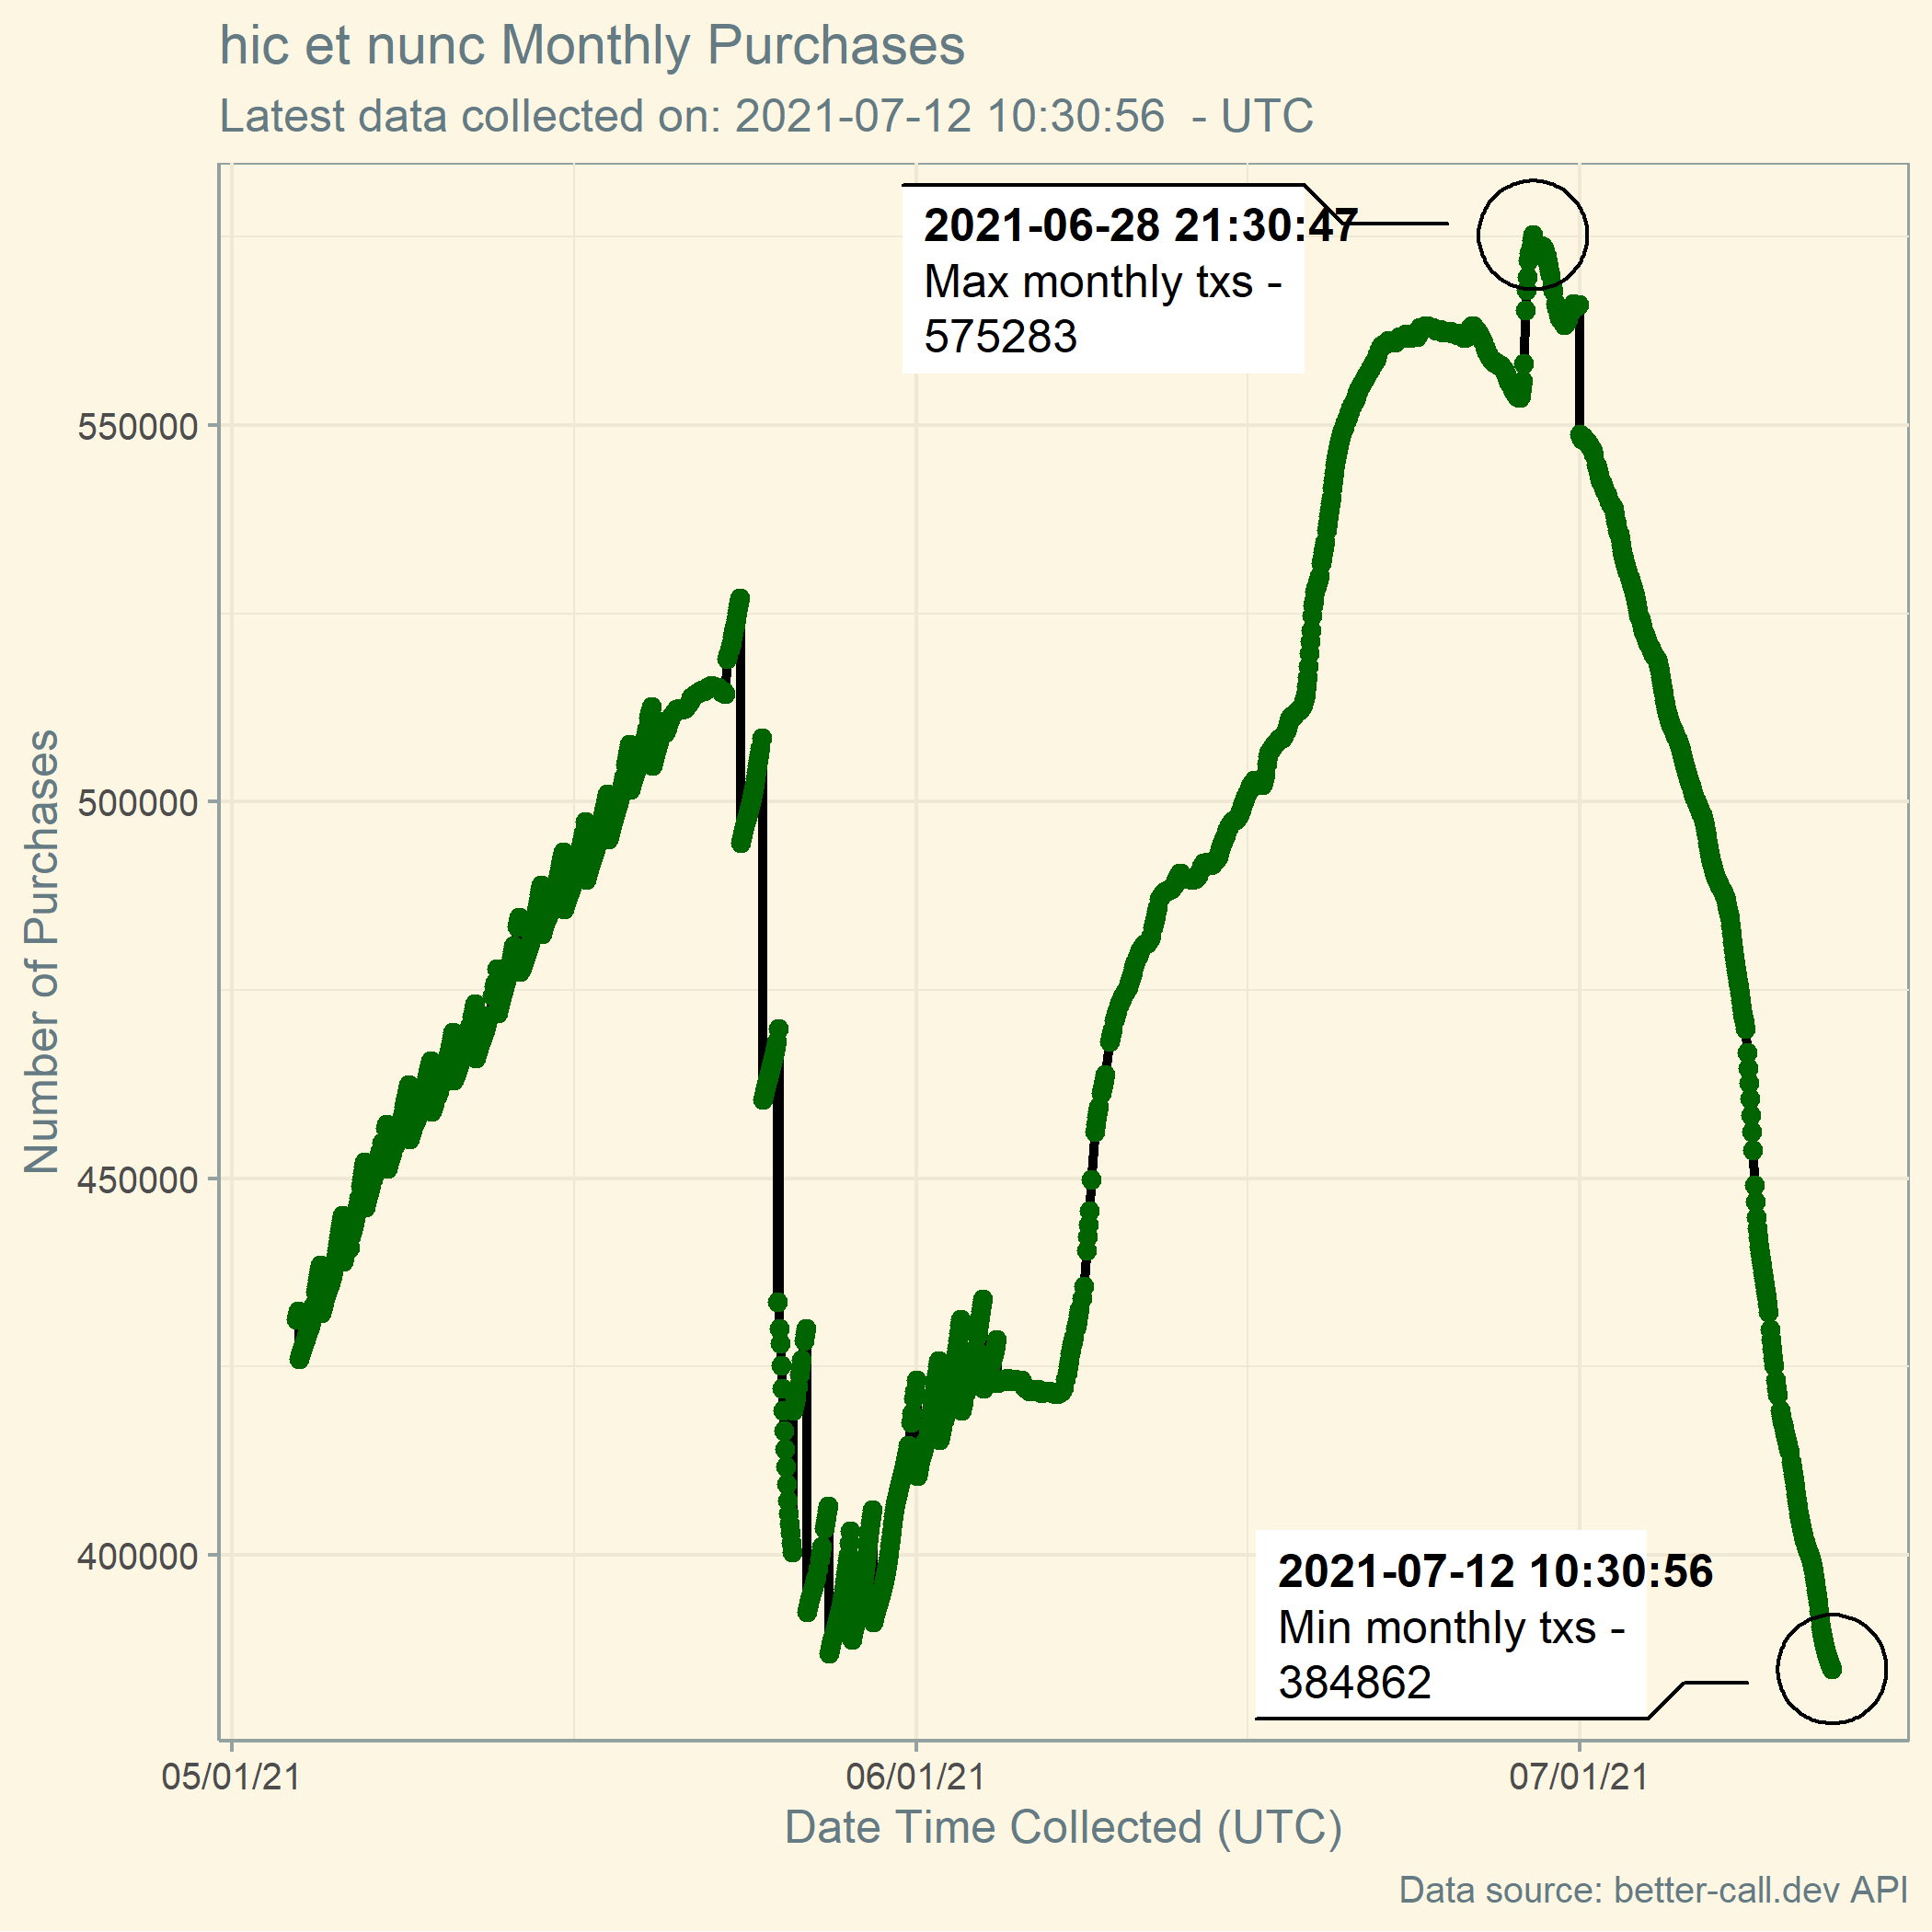 hic et nunc Monthly Purchases
Latest data collected on: 2021-07-12 10:30:56  - UTC
2021-06-28 21:30:47
Max monthly txs -
575283
550000
500000
450000
400000
Number of Purchases
2021-07-12 10:30:56
Min monthly txs -
384862
05/01/21
06/01/21
07/01/21
Date Time Collected (UTC)
Data source: better-call.dev API